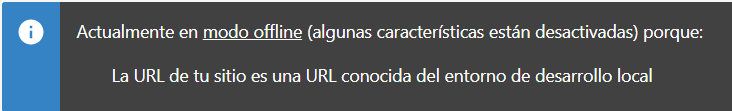 Actualmente en modo offline (algunas características están desactivadas) porque:
La URL de tu sitio es una URL conocida del entorno de desarrollo local